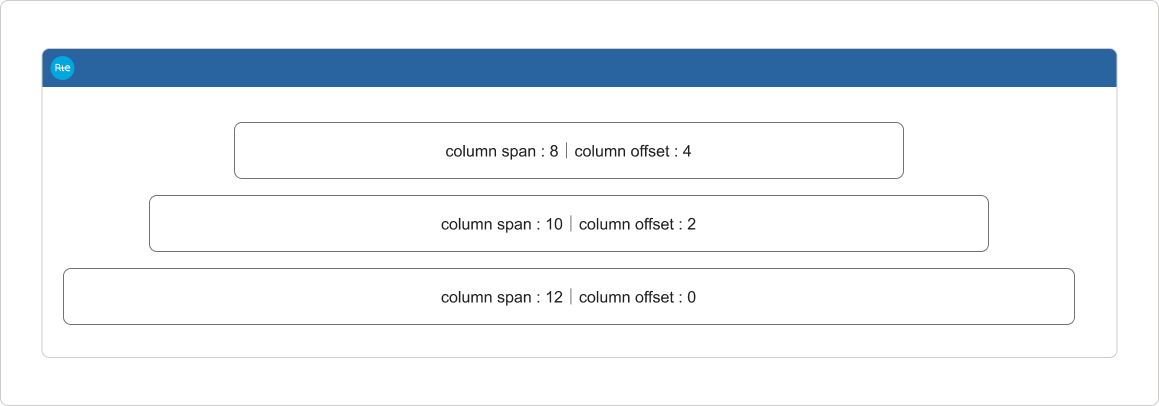 Rte
column span : 8 | column offset : 4
column span : 10 | column offset : 2
column span : 12 | column offset : 0